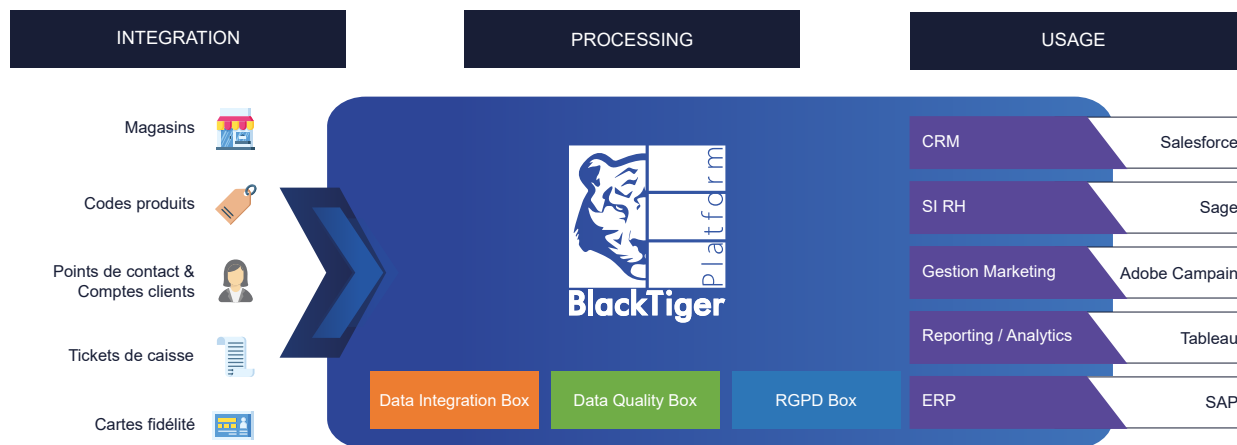 INTEGRATION
PROCESSING
USAGE
Magasins
Codes produits
Points de contact &
Comptes clients
Tickets de caisse
Cartes fidélité
Platform
BlackTiger
Data Integration Box
Data Quality Box
RGPD Box
CRM
Salesforce
SI RH
Sage
Gestion Marketing
Adobe Campain
Reporting / Analytics
Tableau
ERP
SAP